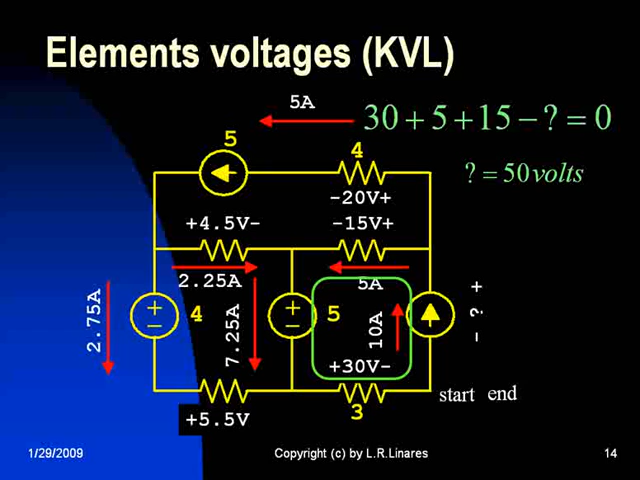 Elements voltages (KVL)
5A
30 + 5 + 15 − ? = 0
5
4
? = 50volts
-20V+
+4.5V-
-15V+
2.25A
5A
2.75A
+
−
4
7.25A
+
−
5
10A
- ? +
+30V-
+5.5V
3
start end
1/29/2009
Copyright (c) by L.R.Linares
14